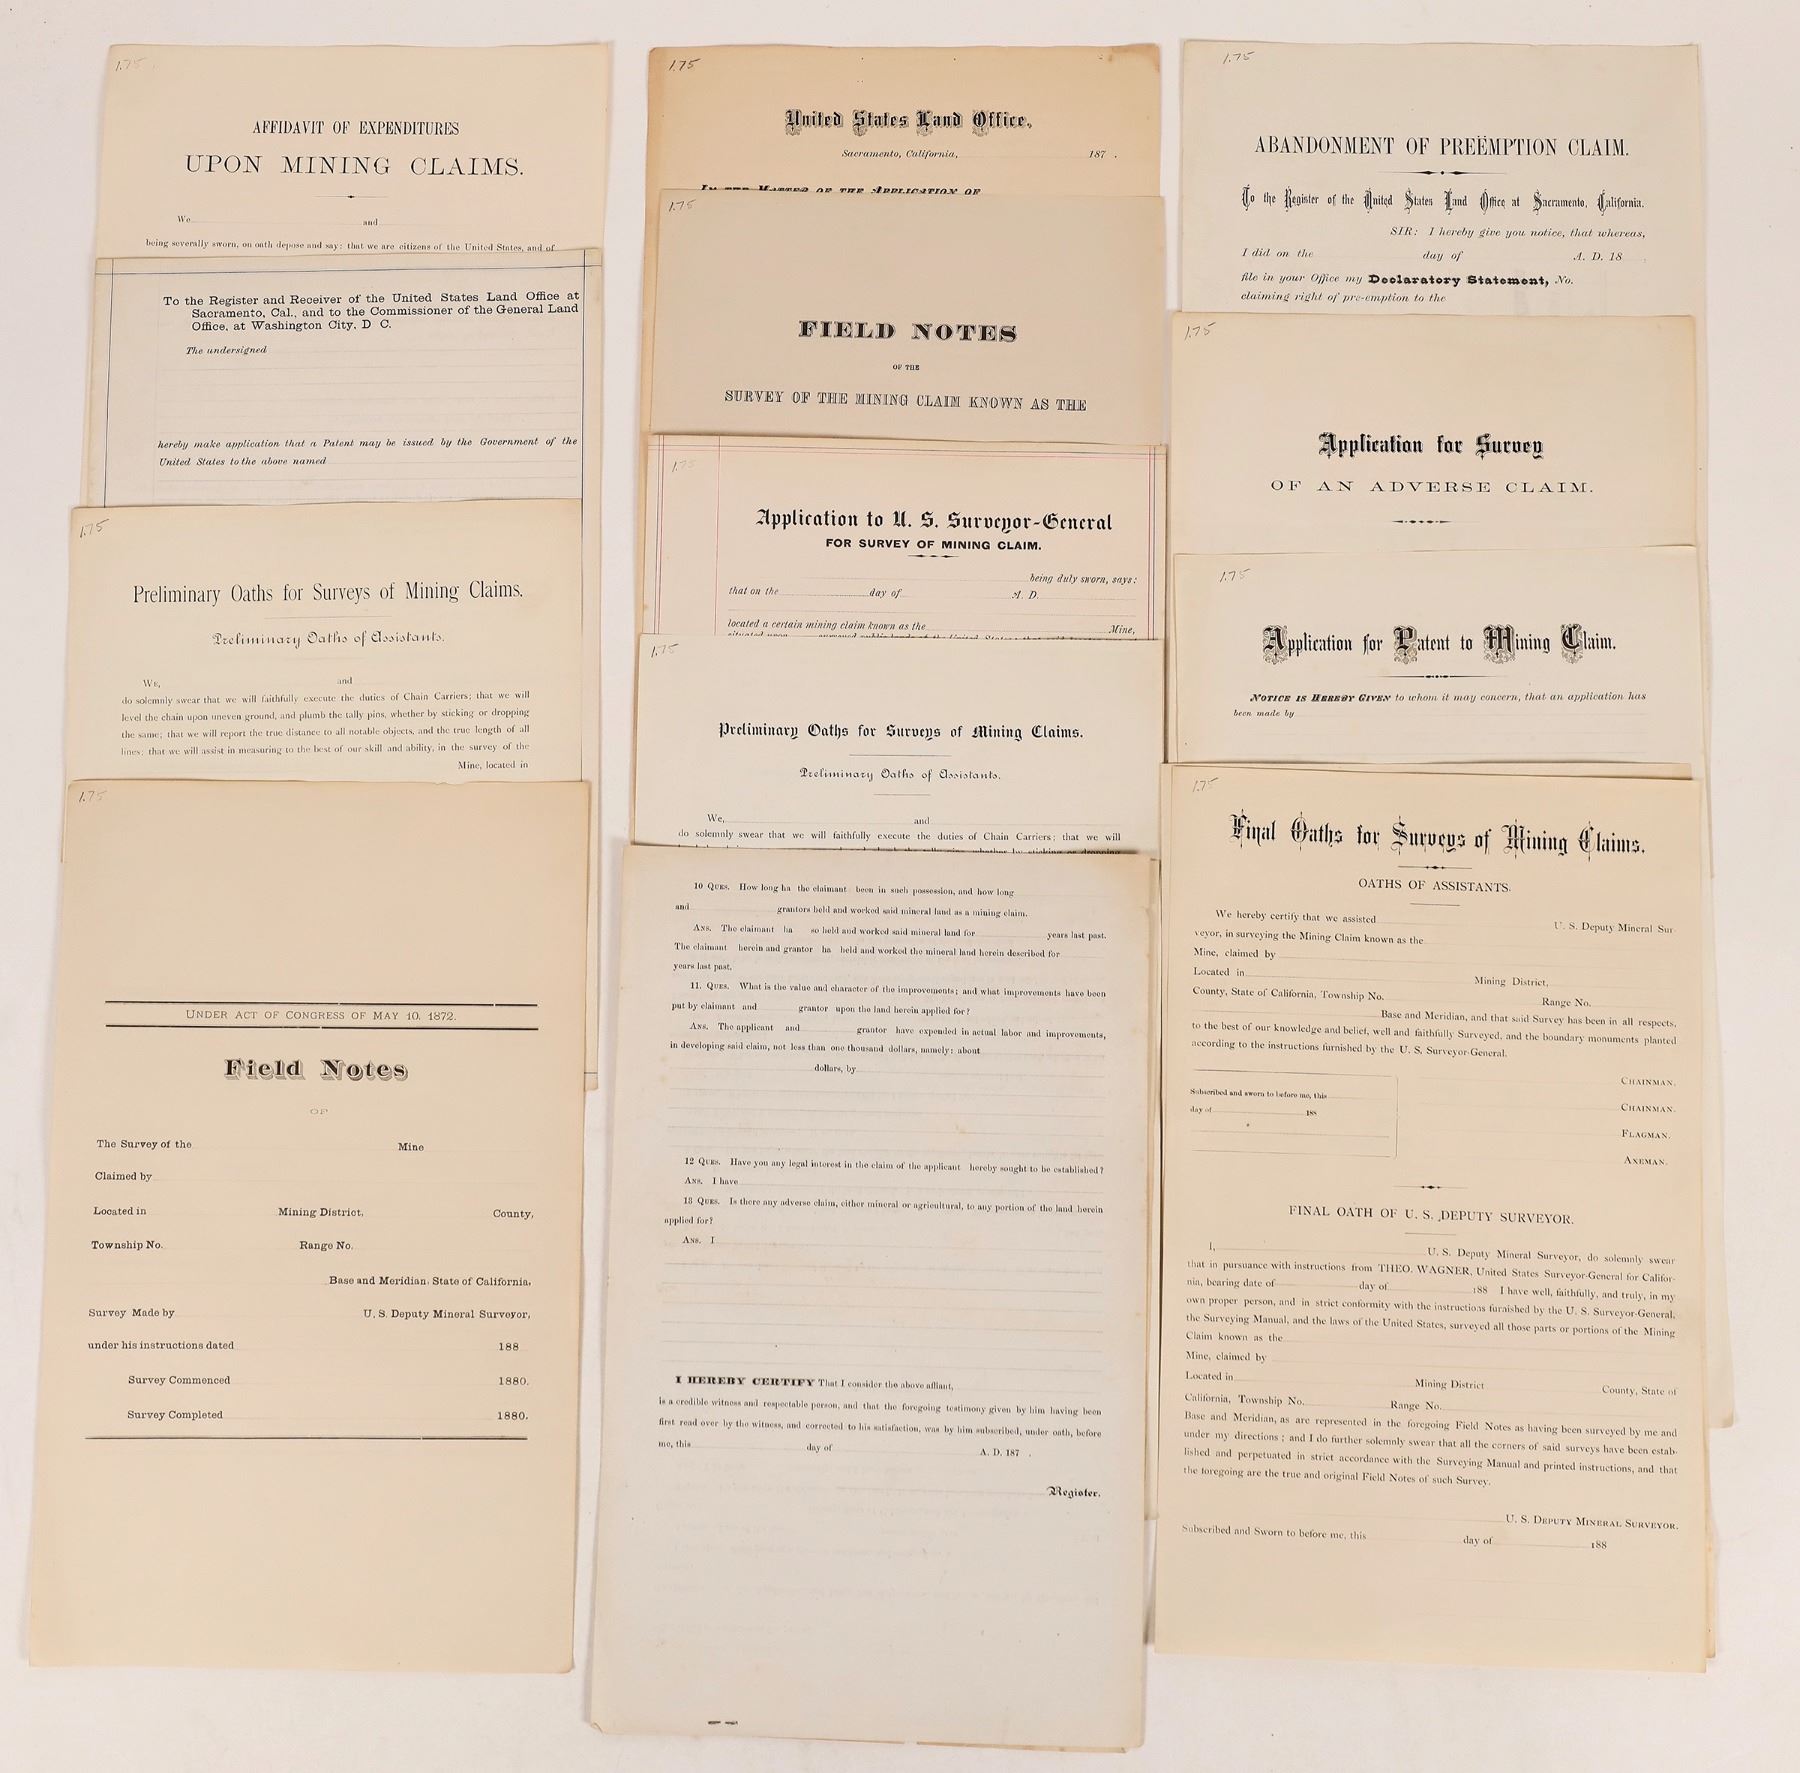 1.75
AFFIDAVIT OF EXPENDITURES
UPON MINING CLAIMS.
We and
being severally sworn, on oath depose and say: that we are citizens of the United States, and of
To the Register and Receiver of the United States Land Office at
Sacramento, Cal., and to the Commissioner of the General Land
Office, at Washington City, D C.
The undersigned
hereby make application that a Patent may be issued by the Government of the
United States to the above named
1.75
Preliminary Oaths for Surveys of Mining Claims.
Preliminary Oaths of Assistants.
We, and
do solemnly swear that we will faithfully execute the duties of Chain Carriers; that we will
level the chain upon uneven ground, and plumb the tally pins, whether by sticking or dropping
the same; that we will report the true distance to all notable objects, and the true length of all
lines; that we will assist in measuring to the best of our skill and ability, in the survey of the
Mine, located in
1.75
UNDER ACT OF CONGRESS OF MAY 10, 1872.
Field Notes
OF
The Survey of the Mine
Claimed by
Located in Mining District, County,
Township No. Range No.
Base and Meridian, State of California,
Survey Made by U. S. Deputy Mineral Surveyor,
under his instructions dated 188
Survey Commenced 1880.
Survey Completed 1880.
1.75
United States Land Office,
Sacramento, California, 187 .
IN THE MATTER OF THE APPLICATION OF
1.75
FIELD NOTES
OF THE
SURVEY OF THE MINING CLAIM KNOWN AS THE
1.75
Application to U. S. Surveyor-General
FOR SURVEY OF MINING CLAIM.
being duly sworn, says:
that on the day of A. D.
located a certain mining claim known as the Mine,
1.75
Preliminary Oaths for Surveys of Mining Claims.
Preliminary Oaths of Assistants.
We, and
do solemnly swear that we will faithfully execute the duties of Chain Carriers; that we will
10 QUES. How long ha the claimant been in such possession, and how long
and grantors held and worked said mineral land as a mining claim.
ANS. The claimant ha so held and worked said mineral land for years last past.
The claimant herein and grantor ha held and worked the mineral land herein described for
years last past.
11. QUES. What is the value and character of the improvements; and what improvements have been
put by claimant and grantor upon the land herein applied for?
ANS. The applicant and grantor have expended in actual labor and improvements,
in developing said claim, not less than one thousand dollars, namely: about
dollars, by
12 QUES. Have you any legal interest in the claim of the applicant hereby sought to be established?
ANS. I have
13 QUES. Is there any adverse claim, either mineral or agricultural, to any portion of the land herein
applied for?
ANS. I
I HEREBY CERTIFY That I consider the above affiant,
is a credible witness and respectable person, and that the foregoing testimony given by him having been
first read over by the witness, and corrected to his satisfaction, was by him subscribed, under oath, before
me, this day of A. D. 187 .
Register.
1.75
ABANDONMENT OF PREËMPTION CLAIM.
To the Register of the United States Land Office at Sacramento, California.
SIR: I hereby give you notice, that whereas,
I did on the day of A. D. 18 ,
file in your Office my Declaratory Statement, No.
claiming right of pre-emption to the
1.75
Application for Survey
OF AN ADVERSE CLAIM.
1.75
Application for Patent to Mining Claim.
NOTICE IS HEREBY GIVEN to whom it may concern, that an application has
been made by
1.75
Final Oaths for Surveys of Mining Claims.
OATHS OF ASSISTANTS.
We hereby certify that we assisted U. S. Deputy Mineral Sur
veyor, in surveying the Mining Claim known as the
Mine, claimed by
Located in Mining District,
County, State of California, Township No. Range No.
Base and Meridian, and that said Survey has been in all respects,
to the best of our knowledge and belief, well and faithfully Surveyed, and the boundary monuments planted
according to the instructions furnished by the U. S. Surveyor-General.
CHAINMAN.
Subscribed and sworn to before me, this
CHAINMAN.
day of 188
FLAGMAN.
AXEMAN.
FINAL OATH OF U. S. DEPUTY SURVEYOR.
I, U. S. Deputy Mineral Surveyor, do solemnly swear
that in pursuance with instructions from THEO. WAGNER, United States Surveyor-General for Califor-
nia, bearing date of day of 188 I have well, faithfully, and truly, in my
own proper person, and in strict conformity with the instructions furnished by the U. S. Surveyor-General,
the Surveying Manual, and the laws of the United States, surveyed all those parts or portions of the Mining
Claim known as the
Mine, claimed by
Located in Mining District County, State of
California, Township No. Range No.
Base and Meridian, as are represented in the foregoing Field Notes as having been surveyed by me and
under my directions; and I do further solemnly swear that all the corners of said surveys have been estab-
lished and perpetuated in strict accordance with the Surveying Manual and printed instructions, and that
the foregoing are the true and original Field Notes of such Survey.
U. S. DEPUTY MINERAL SURVEYOR.
Subscribed and Sworn to before me, this day of 188